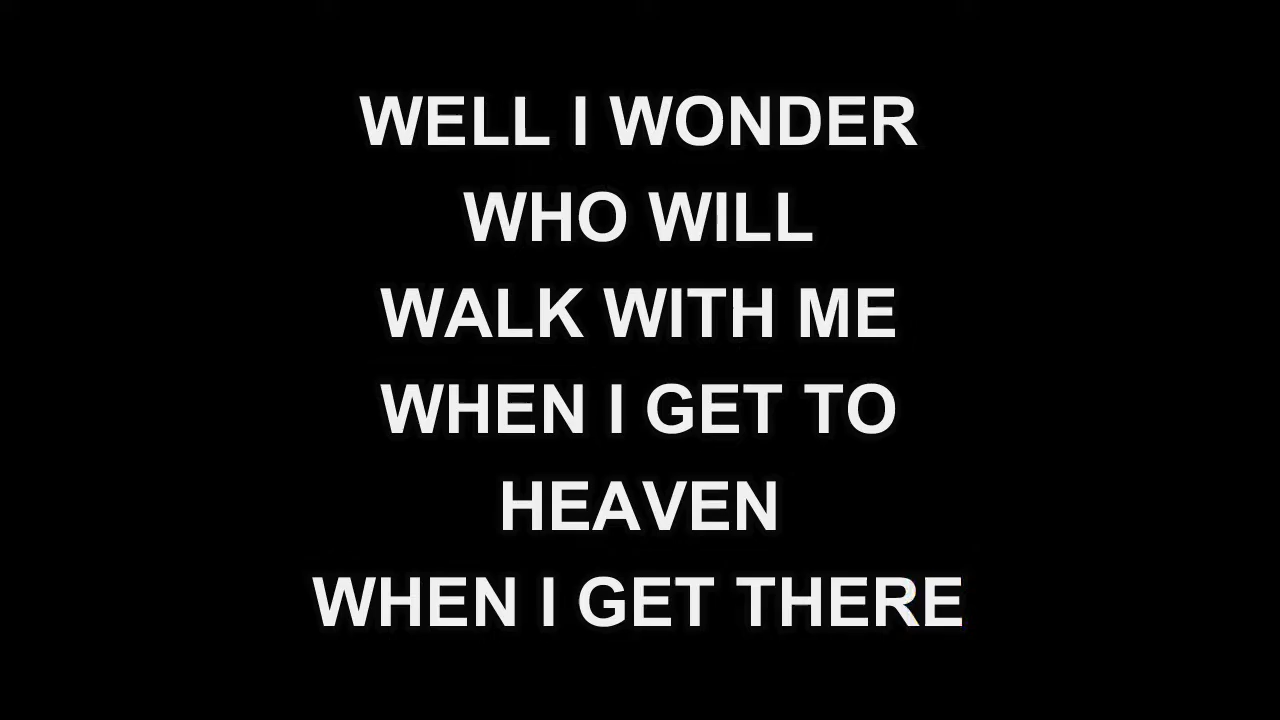 WELL I WONDER
WHO WILL
WALK WITH ME
WHEN I GET TO
HEAVEN
WHEN I GET THERE